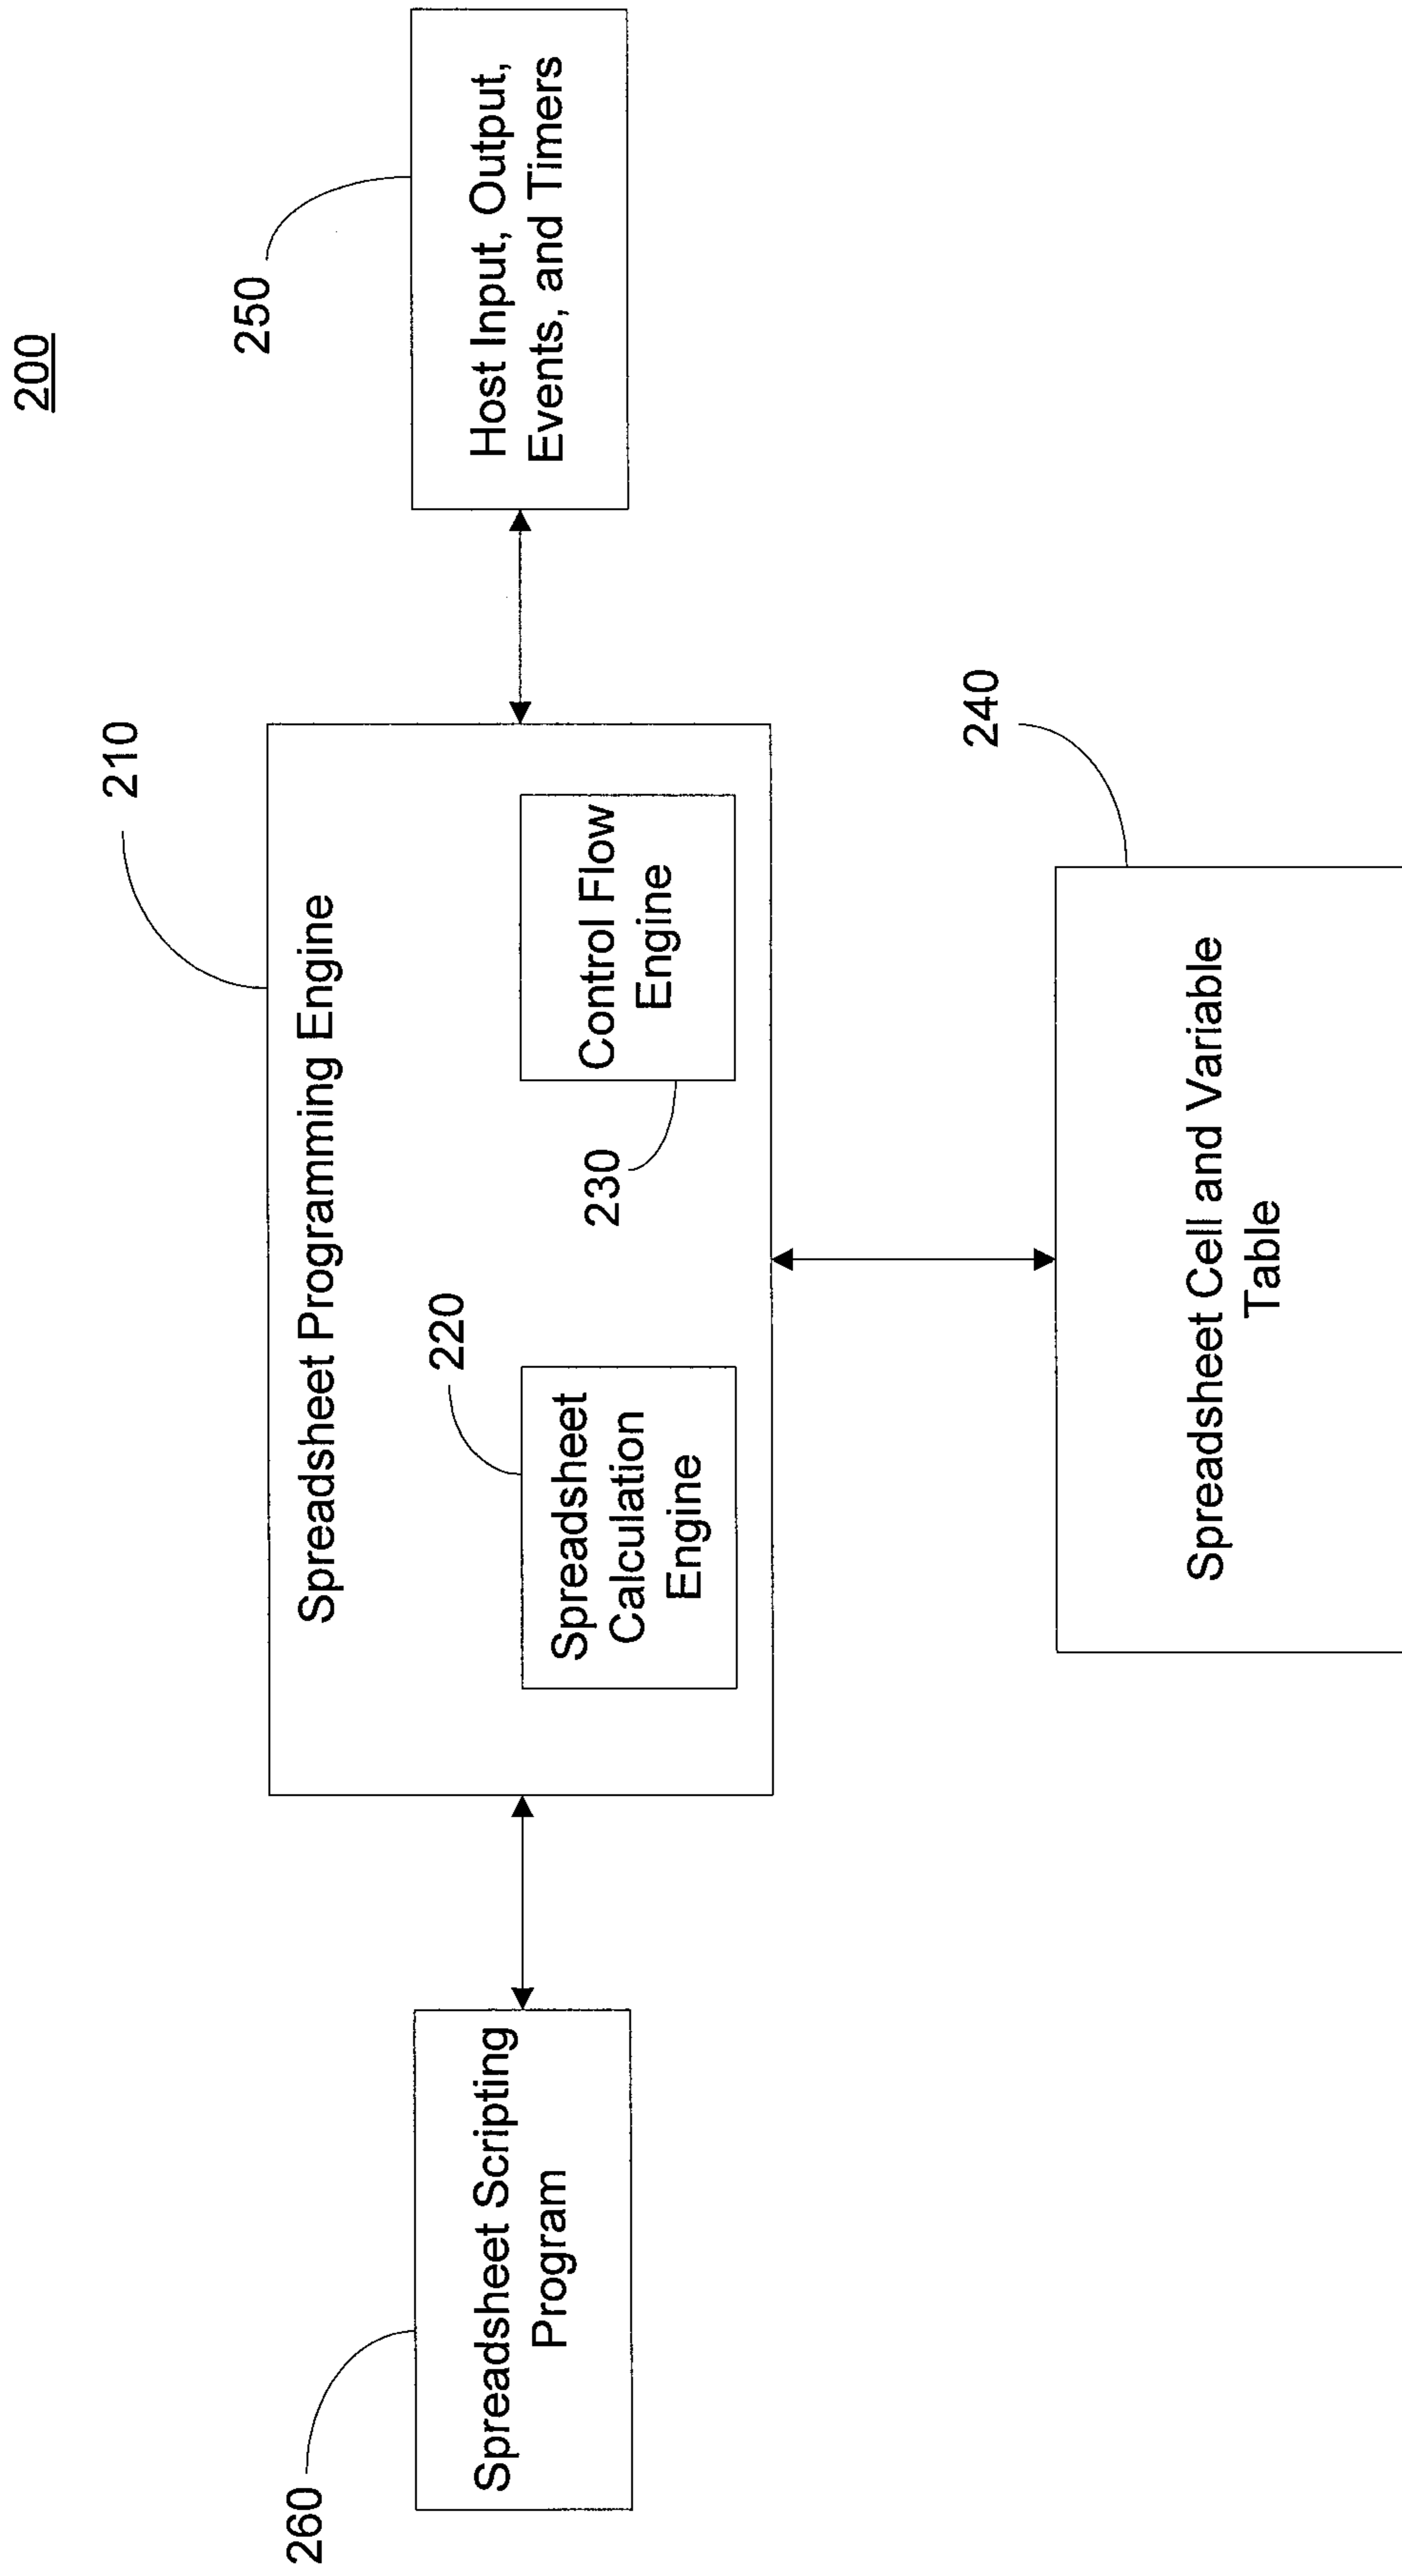 200
210
Spreadsheet Programming Engine
220
Spreadsheet
Calculation
Engine
230
Control Flow
Engine
250
Host Input, Output,
Events, and Timers
260
Spreadsheet Scripting
Program
240
Spreadsheet Cell and Variable
Table